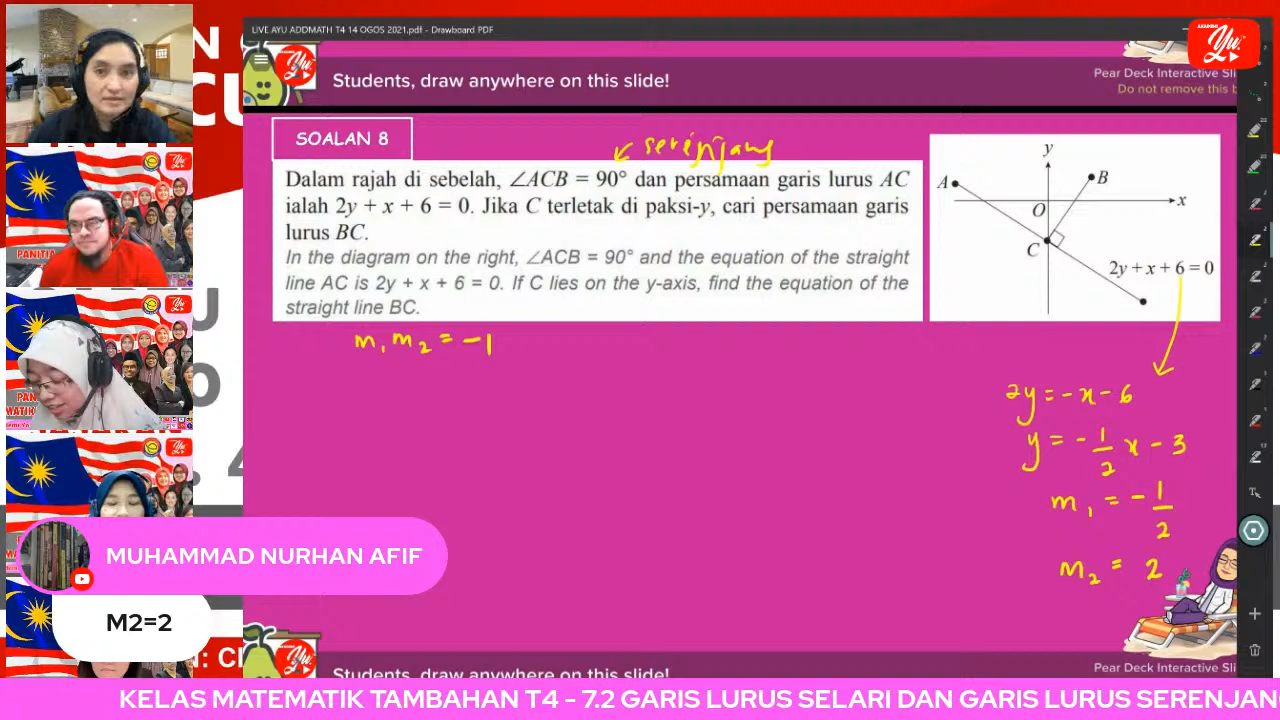 LIVE AYU ADDMATH T4 14 OGOS 2021.pdf - Drawboard PDF
Students, draw anywhere on this slide!
Pear Deck Interactive Sli
Do not remove this b
SOALAN 8
serenjang
Dalam rajah di sebelah, ∠ACB = 90° dan persamaan garis lurus AC
ialah 2y + x + 6 = 0. Jika C terletak di paksi-y, cari persamaan garis
lurus BC.
In the diagram on the right, ∠ACB = 90° and the equation of the straight
line AC is 2y + x + 6 = 0. If C lies on the y-axis, find the equation of the
straight line BC.
y
A
B
x
O
C
2y + x + 6 = 0
m₁ m₂ = -1
2y = -x - 6
y = -1/2 x - 3
m₁ = -1/2
m₂ = 2
MUHAMMAD NURHAN AFIF
M2=2
Students, draw anywhere on this slide!
Pear Deck Interactive Sli
KELAS MATEMATIK TAMBAHAN T4 - 7.2 GARIS LURUS SELARI DAN GARIS LURUS SERENJAN